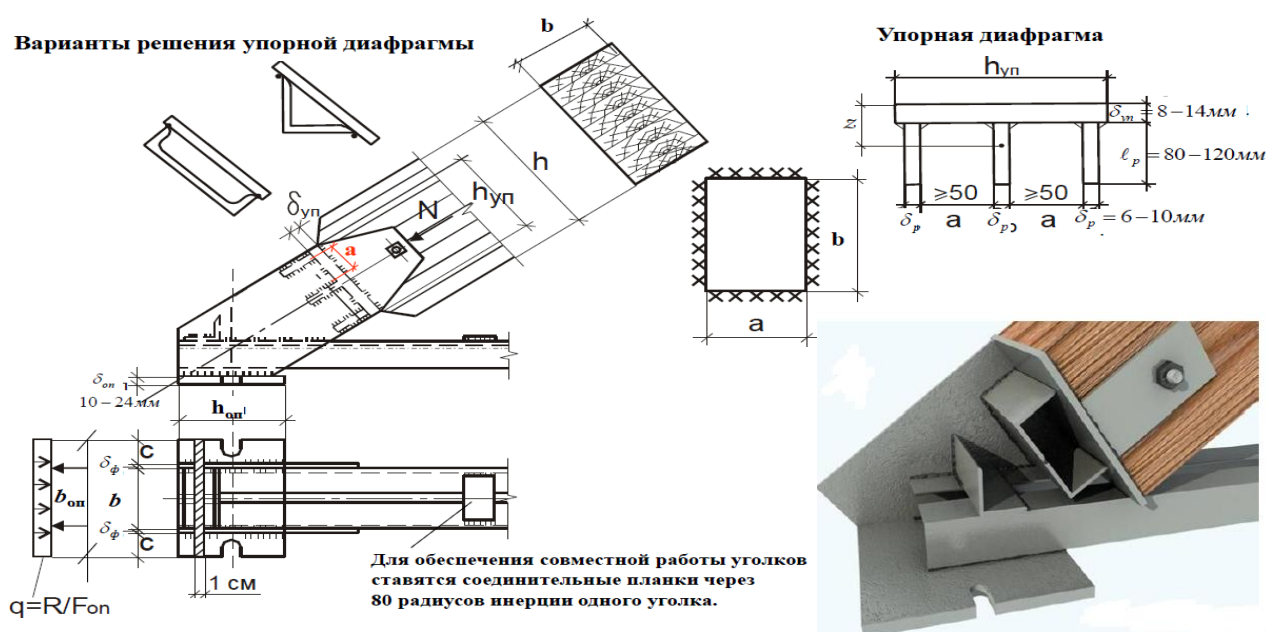 Варианты решения упорной диафрагмы
b
h
hуп
N
δуп
а
δоп
10 – 24мм
hоп
C
δф
bоп
b
δф
C
1 см
q=R/Fоп
Для обеспечения совместной работы уголков
ставятся соединительные планки через
80 радиусов инерции одного уголка.
b
a
Упорная диафрагма
hуп
z
δуп = 8 – 14мм
ℓр = 80 – 120мм
≥50
≥50
δр
a
δр
a
δр = 6 – 10мм